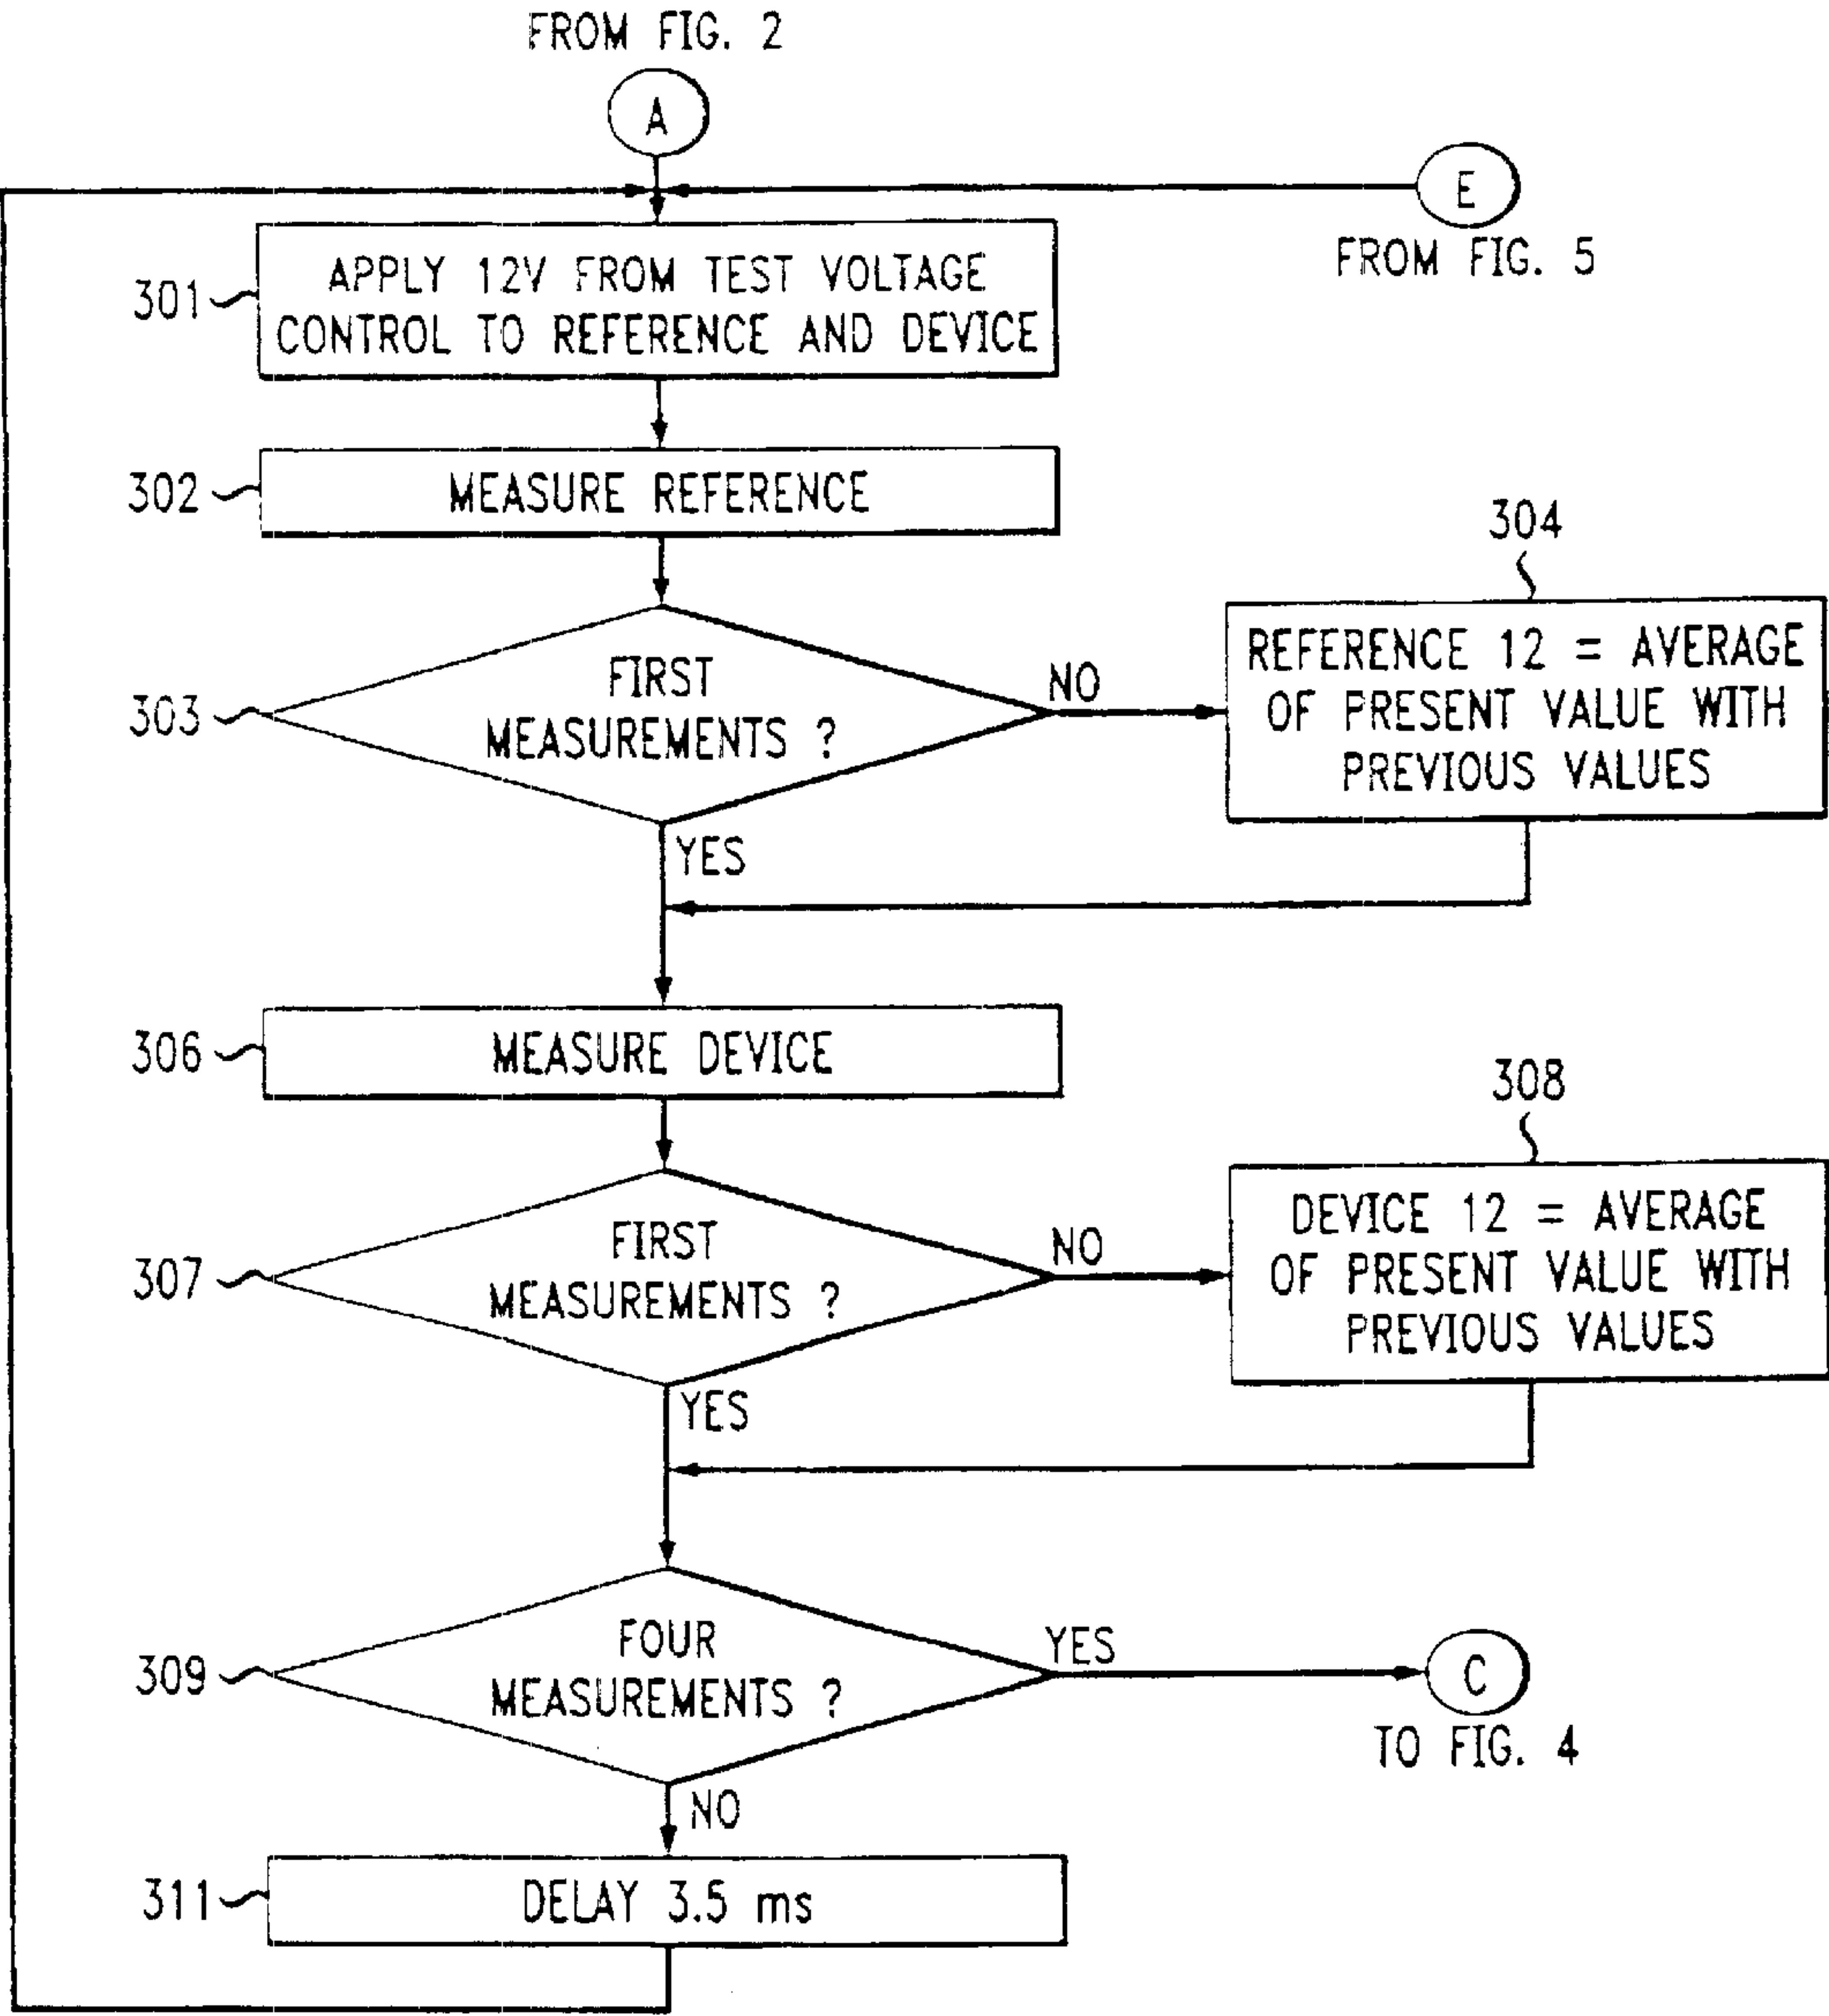 FROM FIG. 2
A
E
FROM FIG. 5
301
APPLY 12V FROM TEST VOLTAGE
CONTROL TO REFERENCE AND DEVICE
302
MEASURE REFERENCE
303
FIRST
MEASUREMENTS ?
NO
304
REFERENCE 12 = AVERAGE
OF PRESENT VALUE WITH
PREVIOUS VALUES
YES
306
MEASURE DEVICE
307
FIRST
MEASUREMENTS ?
NO
308
DEVICE 12 = AVERAGE
OF PRESENT VALUE WITH
PREVIOUS VALUES
YES
309
FOUR
MEASUREMENTS ?
YES
C
TO FIG. 4
NO
311
DELAY 3.5 ms